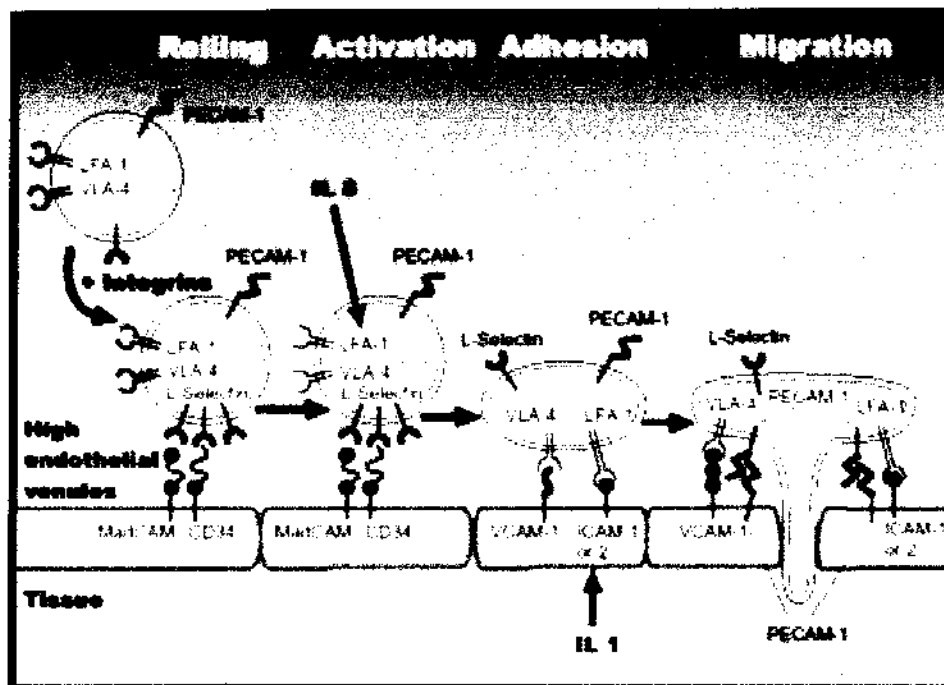 Rolling Activation Adhesion Migration
PECAM-1
LFA-1
VLA-4
IL 8
+ Integrins
PECAM-1
PECAM-1
LFA-1
VLA-4
L-Selectin
LFA-1
VLA-4
L-Selectin
L-Selectin
PECAM-1
VLA-4 LFA-1
L-Selectin
VLA-4 PECAM-1 LFA-1
High
endothelial
venules
MadCAM CD34
MadCAM CD34
VCAM-1 ICAM-1
or 2
VCAM-1
ICAM-1
or 2
Tissue
IL 1
PECAM-1